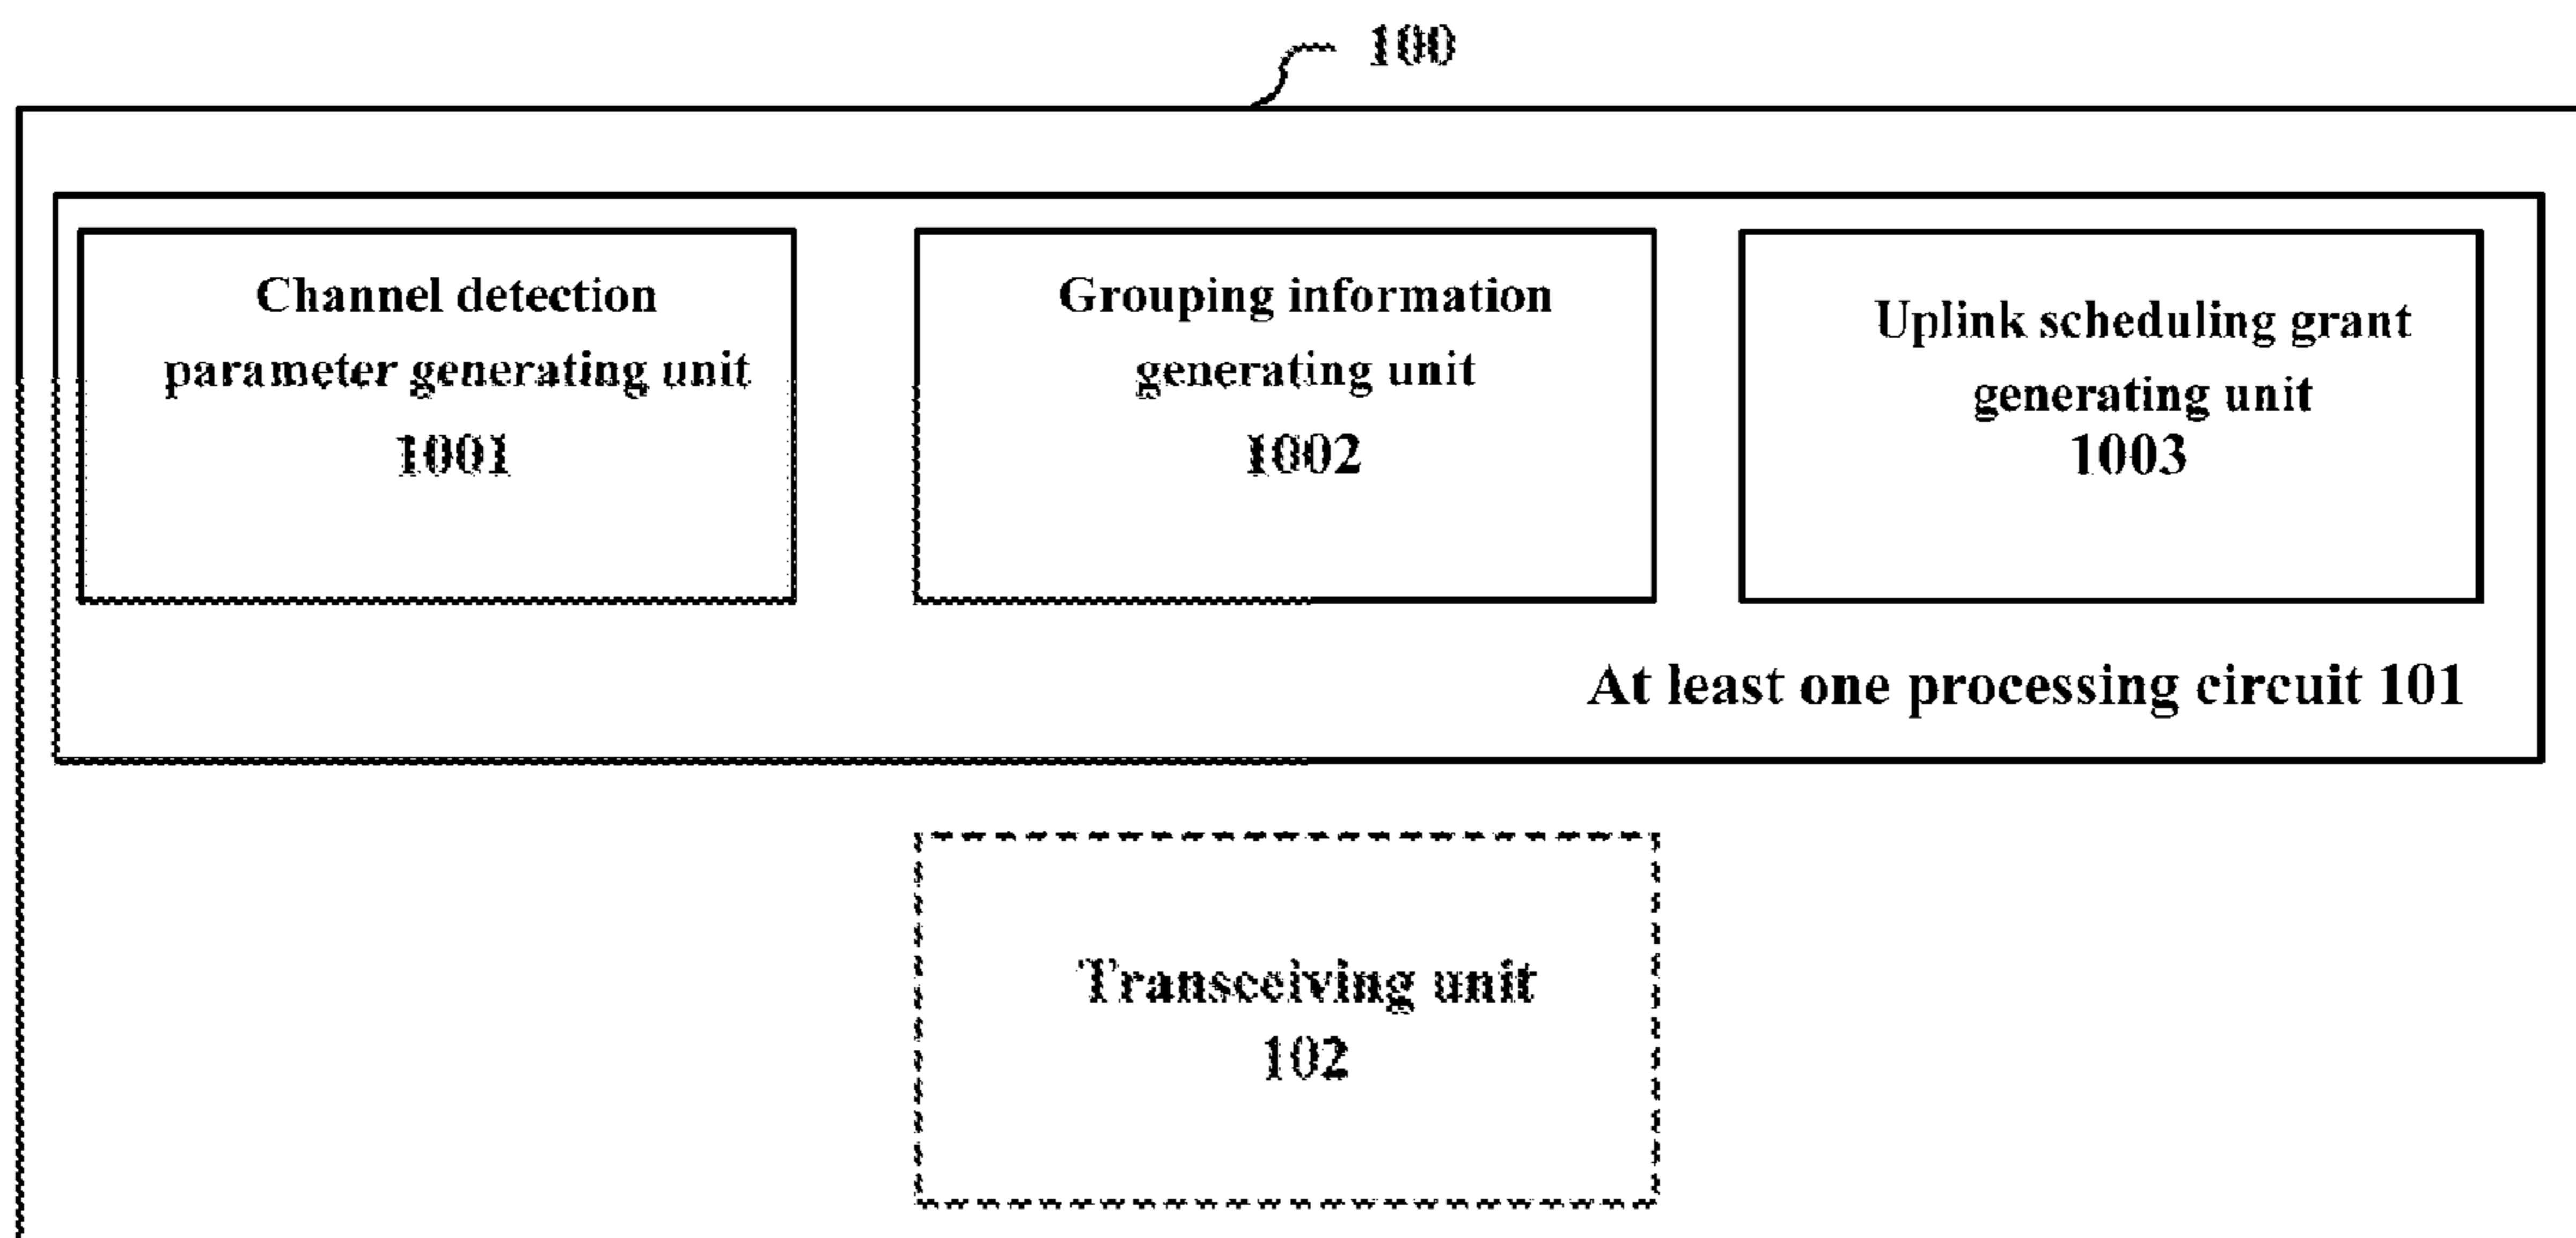 100
Channel detection
parameter generating unit
1001
Grouping information
generating unit
1002
Uplink scheduling grant
generating unit
1003
At least one processing circuit 101
Transceiving unit
102